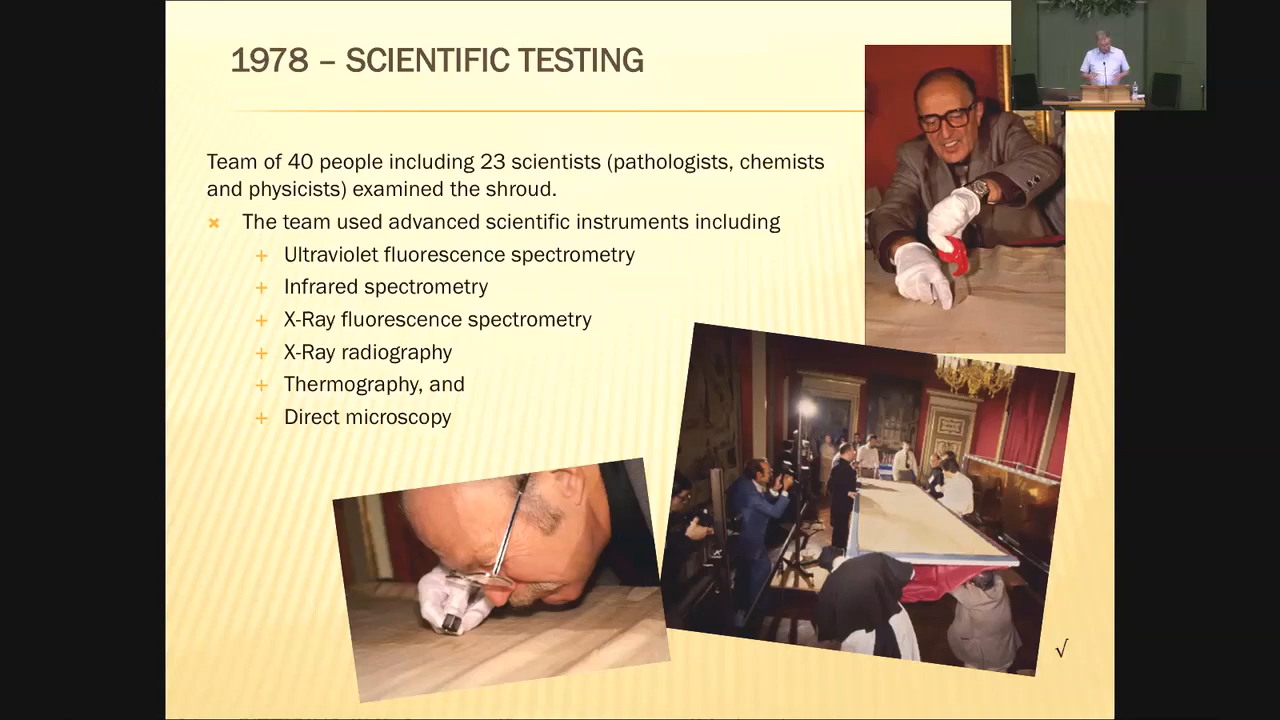 1978 – SCIENTIFIC TESTING
Team of 40 people including 23 scientists (pathologists, chemists
and physicists) examined the shroud.
The team used advanced scientific instruments including
Ultraviolet fluorescence spectrometry
Infrared spectrometry
X-Ray fluorescence spectrometry
X-Ray radiography
Thermography, and
Direct microscopy
√